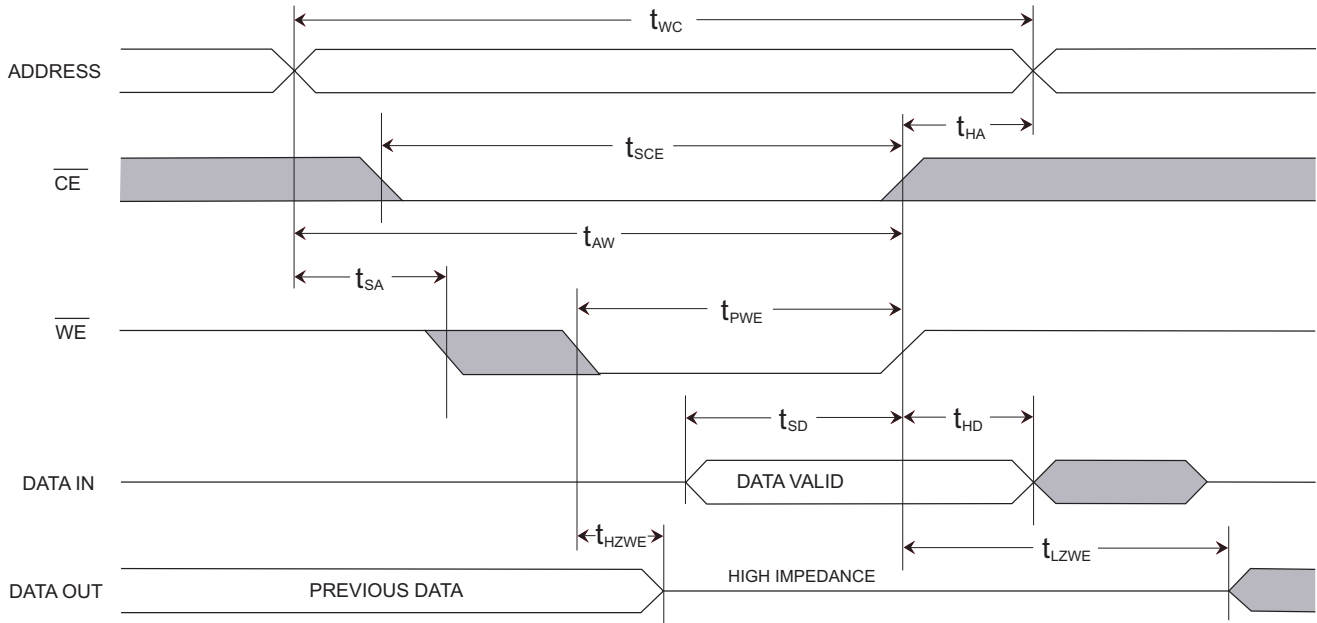 tWC
ADDRESS
tHA
tSCE
CE
tAW
tSA
tPWE
WE
tSD
tHD
DATA IN
DATA VALID
tHZWE
tLZWE
DATA OUT
PREVIOUS DATA
HIGH IMPEDANCE